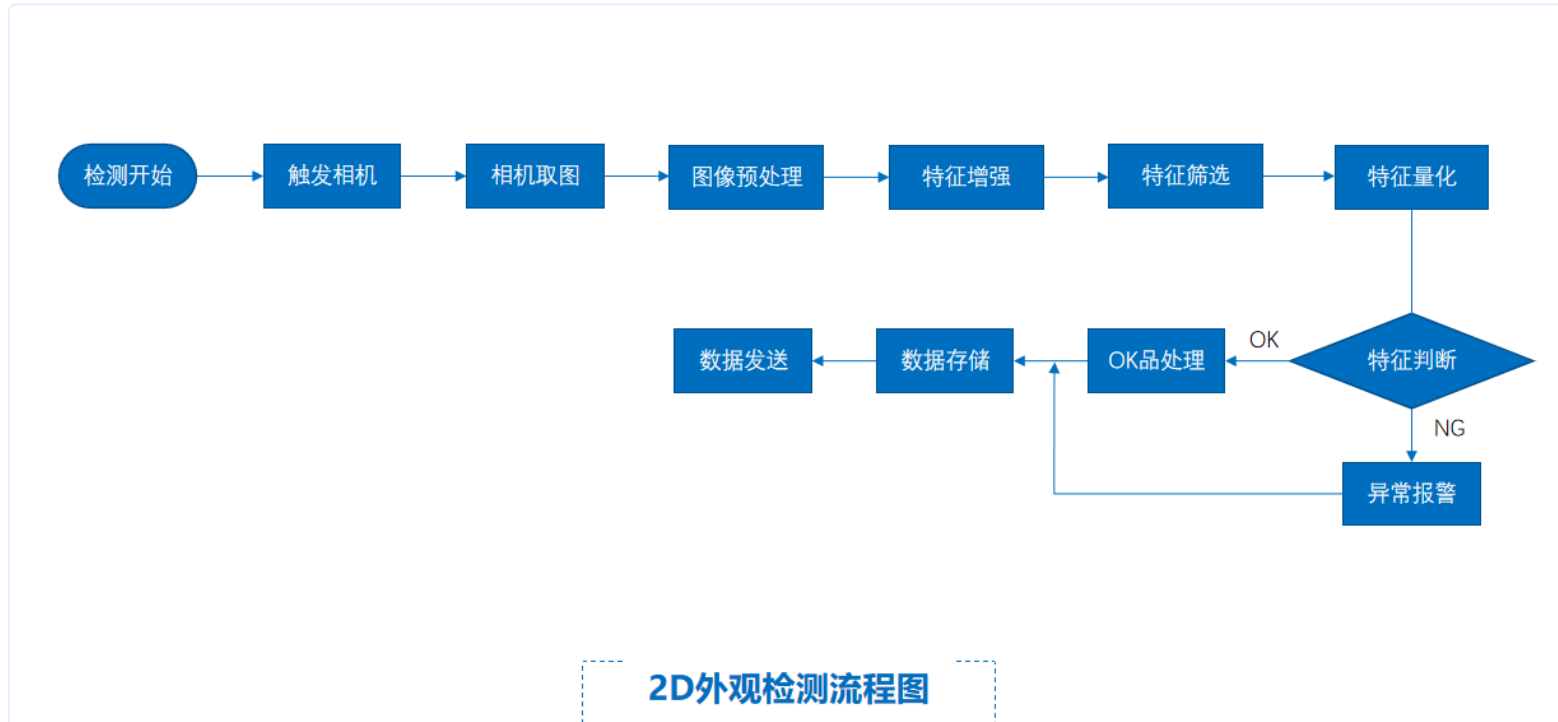 检测开始
触发相机
相机取图
图像预处理
特征增强
特征筛选
特征量化
数据发送
数据存储
OK品处理
OK
特征判断
NG
异常报警
2D外观检测流程图